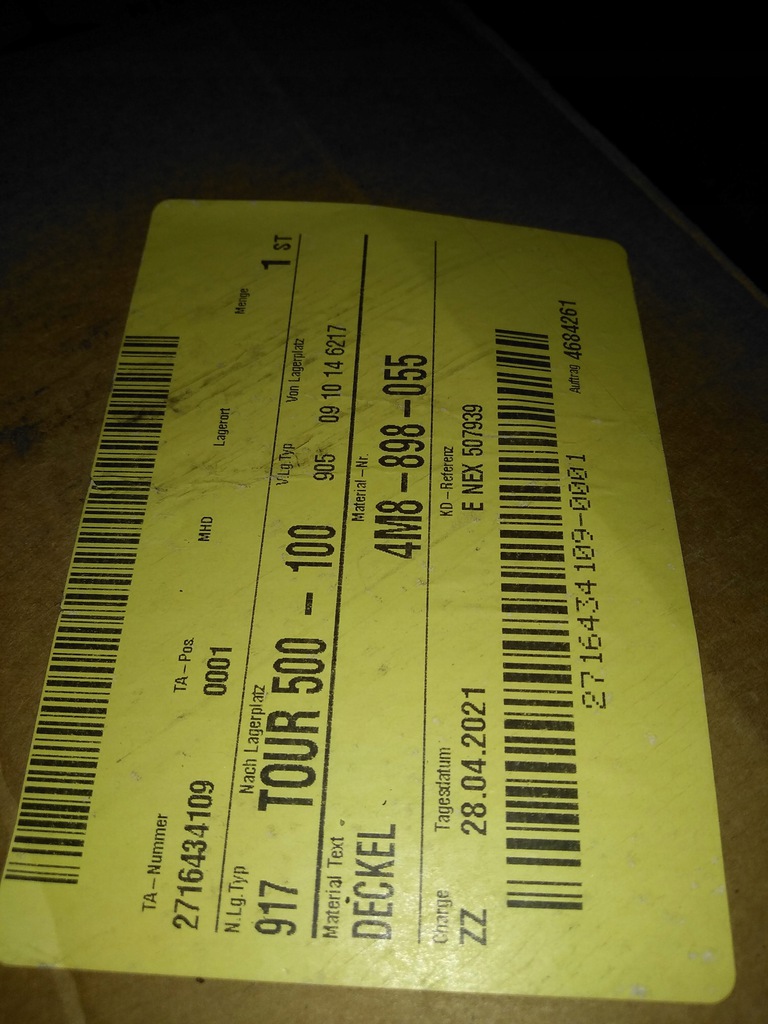 TA-Nummer TA-Pos. MHD Lagerort Menge
2716434109 0001 1 ST
N.Lg.Typ Nach Lagerplatz V.Lg.Typ Von Lagerplatz
917 TOUR 500 - 100 905 09 10 14 6217
Material Text Material-Nr.
DECKEL 4M8-898-055
Charge Tagesdatum KD-Referenz
ZZ 28.04.2021 E NEX 507939
2716434109-0001 Auftrag 4684261